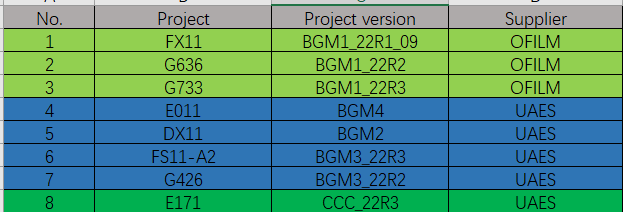 No. Project Project version Supplier
1 FX11 BGM1_22R1_09 OFILM
2 G636 BGM1_22R2 OFILM
3 G733 BGM1_22R3 OFILM
4 E011 BGM4 UAES
5 DX11 BGM2 UAES
6 FS11-A2 BGM3_22R3 UAES
7 G426 BGM3_22R2 UAES
8 E171 CCC_22R3 UAES